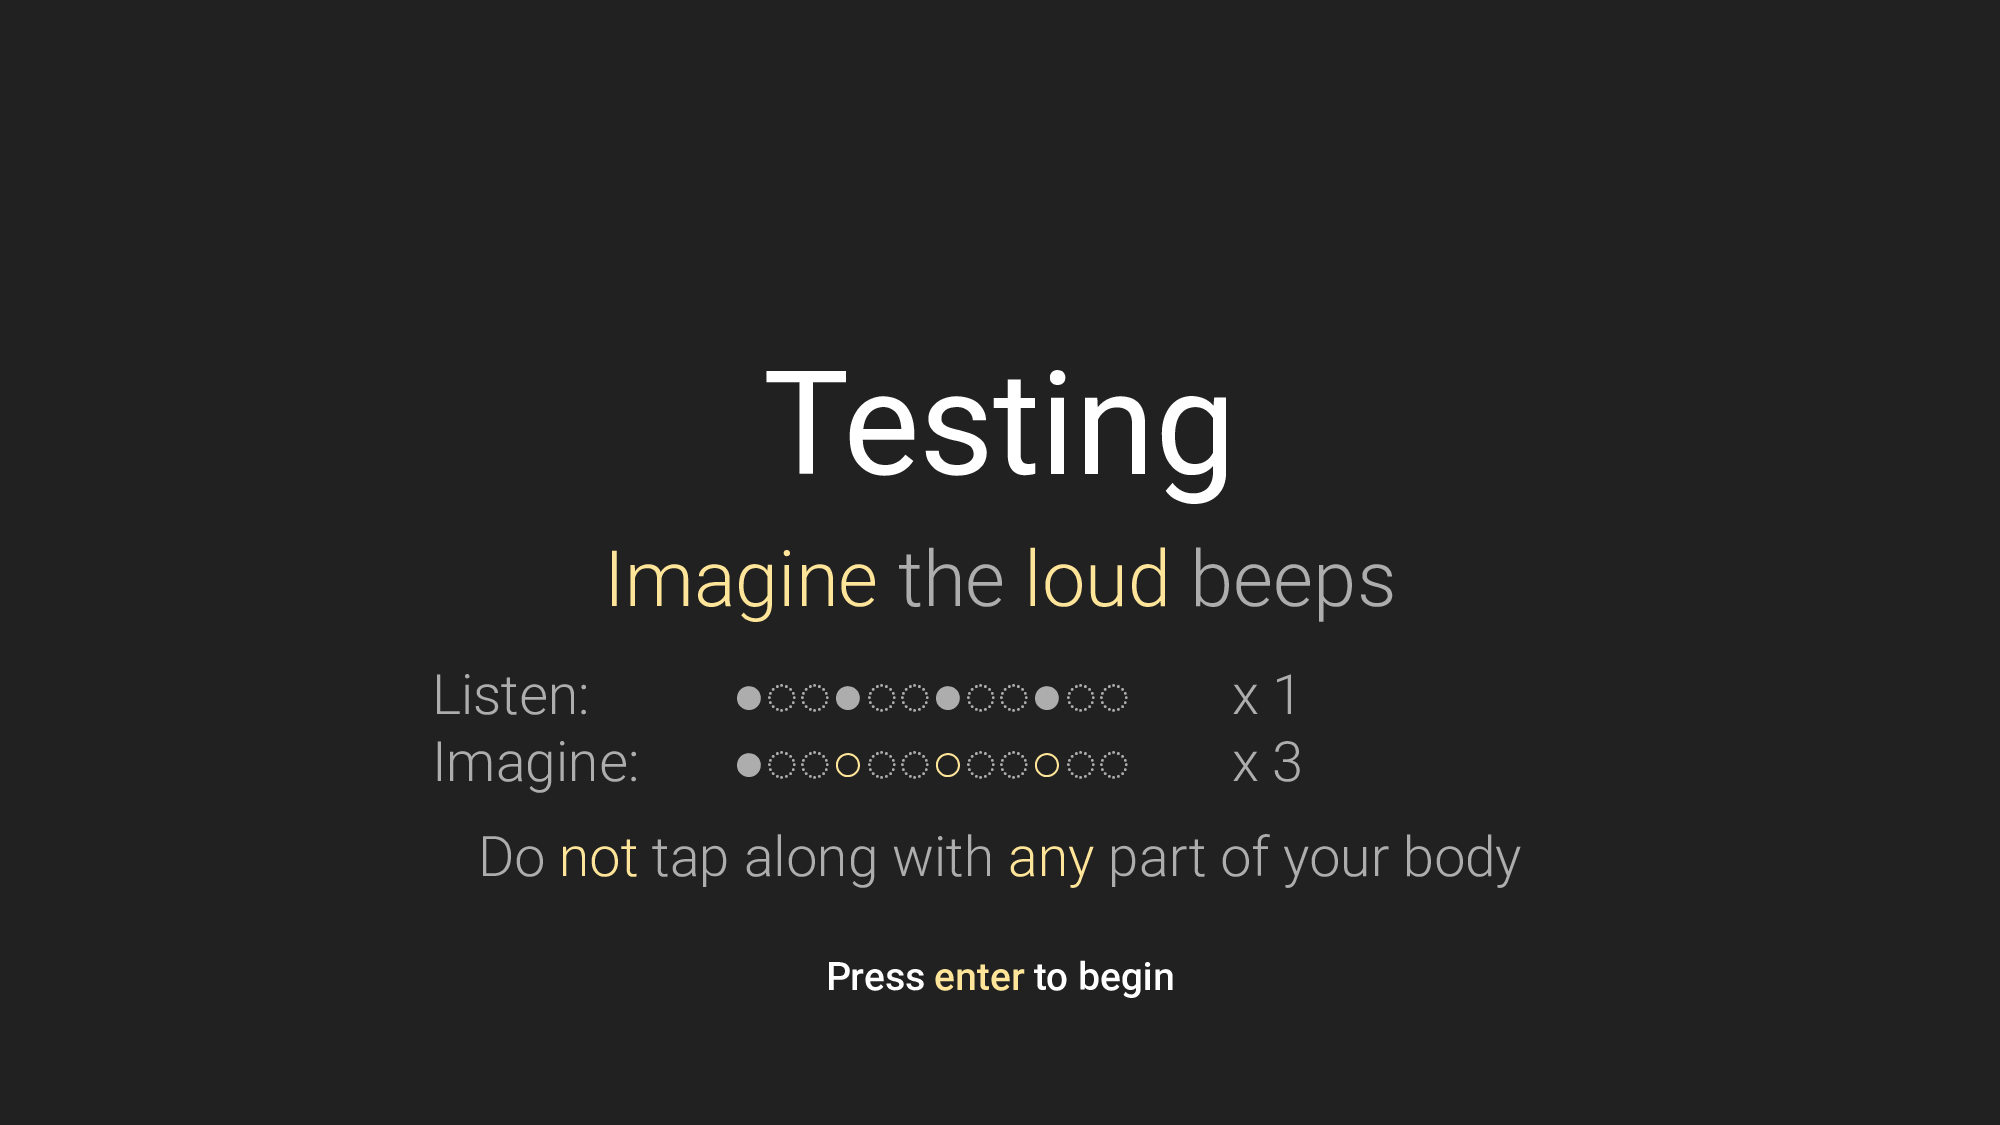 Testing
Imagine the loud beeps
Listen: ●◌◌●◌◌●◌◌●◌◌ x 1
Imagine: ●◌◌○◌◌○◌◌○◌◌ x 3
Do not tap along with any part of your body
Press enter to begin